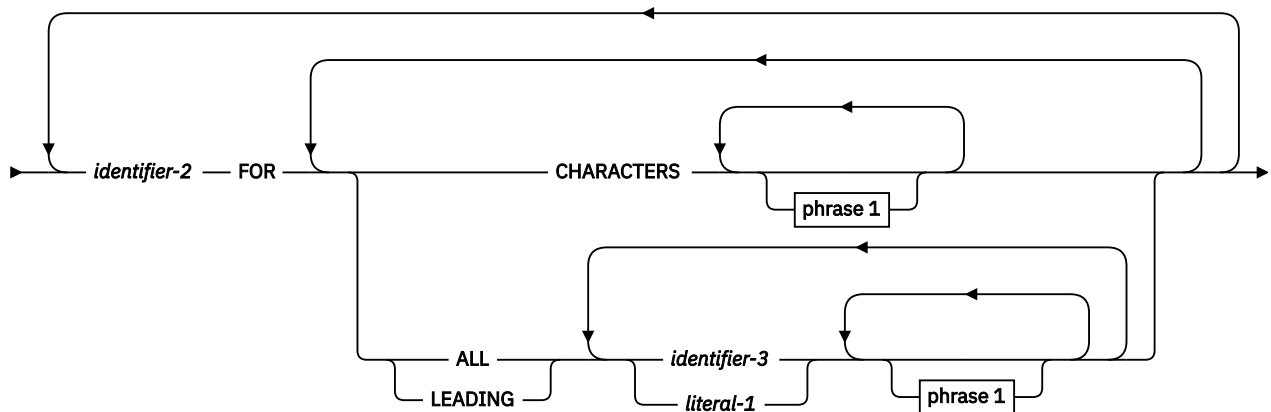 identifier-2 FOR CHARACTERS
phrase 1
ALL identifier-3
LEADING literal-1 phrase 1